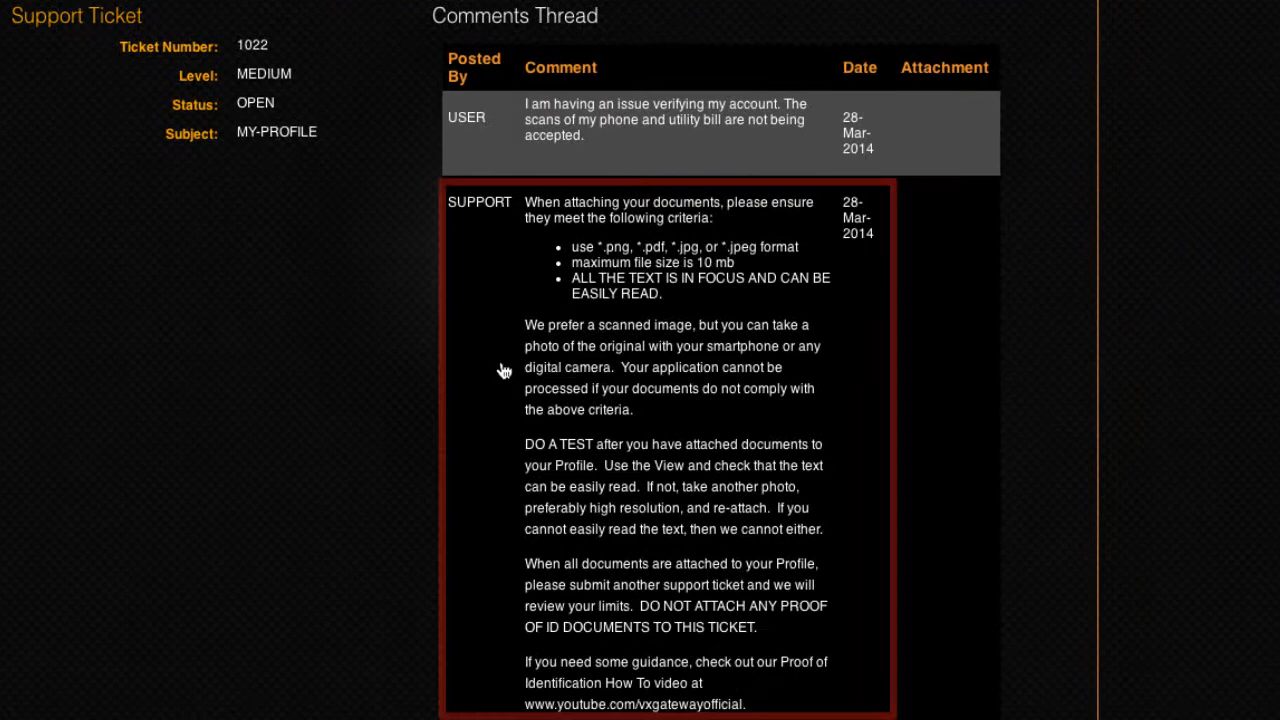 Support Ticket
Ticket Number: 1022
Level: MEDIUM
Status: OPEN
Subject: MY-PROFILE
Comments Thread
Posted By Comment Date Attachment
USER
I am having an issue verifying my account. The
scans of my phone and utility bill are not being
accepted.
28-
Mar-
2014
SUPPORT
When attaching your documents, please ensure
they meet the following criteria:
• use *.png, *.pdf, *.jpg, or *.jpeg format
• maximum file size is 10 mb
• ALL THE TEXT IS IN FOCUS AND CAN BE
EASILY READ.
We prefer a scanned image, but you can take a
photo of the original with your smartphone or any
digital camera.  Your application cannot be
processed if your documents do not comply with
the above criteria.
DO A TEST after you have attached documents to
your Profile.  Use the View and check that the text
can be easily read.  If not, take another photo,
preferably high resolution, and re-attach.  If you
cannot easily read the text, then we cannot either.
When all documents are attached to your Profile,
please submit another support ticket and we will
review your limits.  DO NOT ATTACH ANY PROOF
OF ID DOCUMENTS TO THIS TICKET.
If you need some guidance, check out our Proof of
Identification How To video at
www.youtube.com/vxgatewayofficial.
28-
Mar-
2014